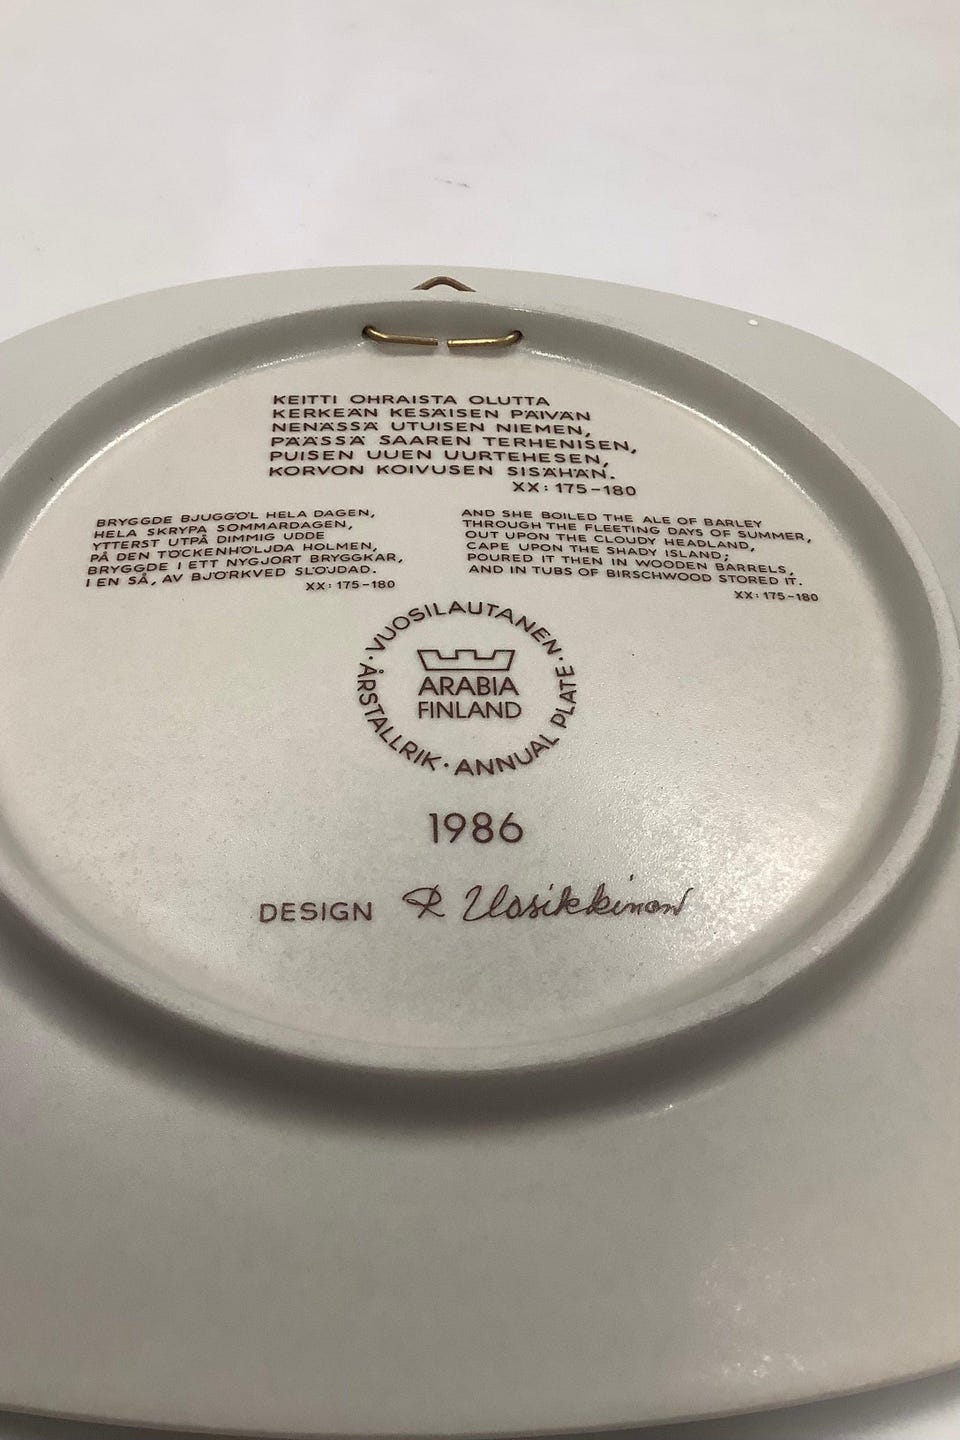 KEITTI OHRAISTA OLUTTA
KERKEÄN KESÄISEN PÄIVÄN
NENÄSSÄ UTUISEN NIEMEN,
PÄÄSSÄ SAAREN TERHENISEN,
PUISEN UUEN UURTEHESEN,
KORVON KOIVUSEN SISÄHÄN.
XX: 175-180
BRYGGDE BJUGGÖL HELA DAGEN,
HELA SKRYPA SOMMARDAGEN,
YTTERST UTPÅ DIMMIG UDDE
PÅ DEN TÖCKENHÖLJDA HOLMEN,
BRYGGDE I ETT NYGJORT BRYGGKAR,
I EN SÅ, AV BJÖRKVED SLÖJDAD.
XX: 175-180
AND SHE BOILED THE ALE OF BARLEY
THROUGH THE FLEETING DAYS OF SUMMER,
OUT UPON THE CLOUDY HEADLAND,
CAPE UPON THE SHADY ISLAND;
POURED IT THEN IN WOODEN BARRELS,
AND IN TUBS OF BIRSCHWOOD STORED IT.
XX: 175-180
·VUOSILAUTANEN·
ARABIA
FINLAND
ÅRSTALLRIK·ANNUAL PLATE
1986
DESIGN R Uosikkinen